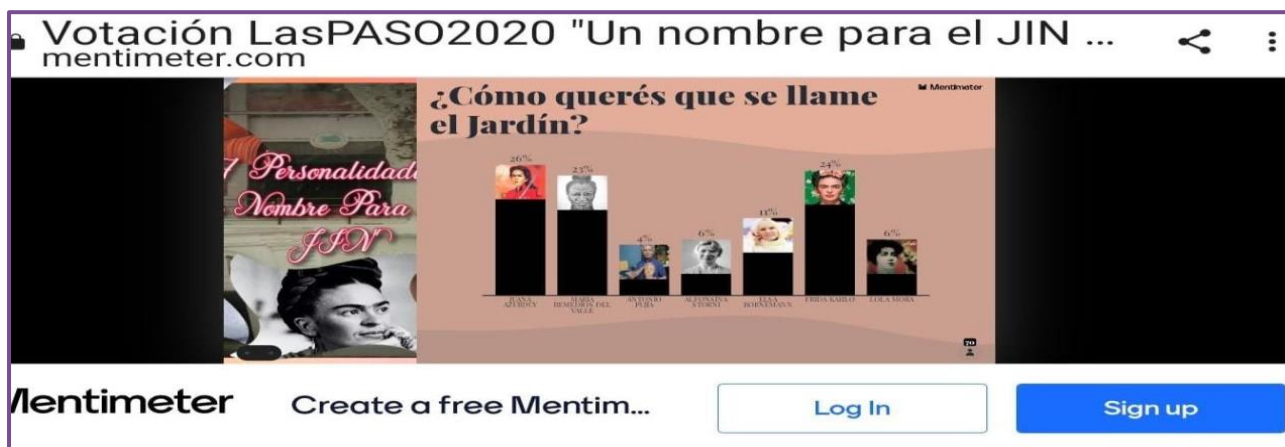 Votación LasPASO2020 "Un nombre para el JIN ...
mentimeter.com
7 Personalidad
Nombre Para
JIN"
¿Cómo querés que se llame
el Jardín?
Mentimeter
26%
23%
4%
6%
11%
24%
6%
JUANA
AZURDUY
MARIA
REMEDIOS DEL
VALLE
ANTONIO
PUJIA
ALFONSINA
STORNI
ELSA
BORNEMANN
FRIDA KAHLO
LOLA MORA
70
Mentimeter
Create a free Mentim...
Log In
Sign up